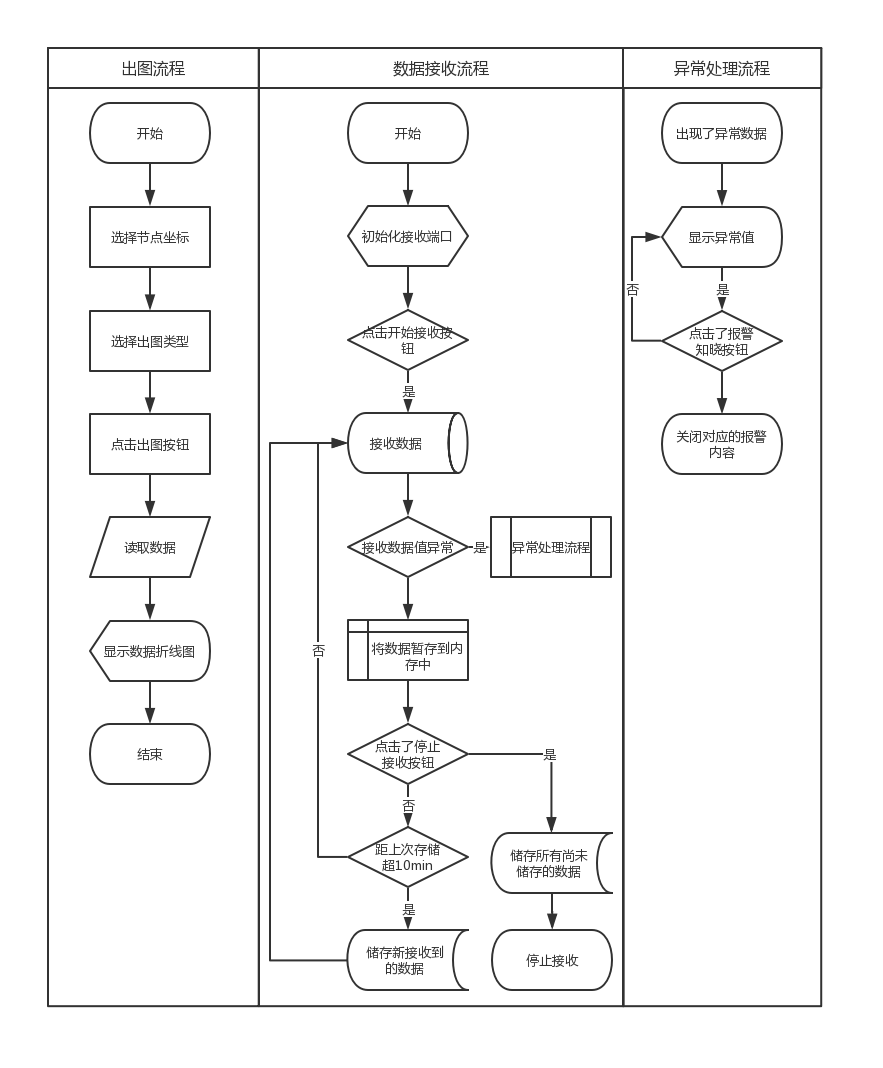 出图流程
开始
选择节点坐标
选择出图类型
点击出图按钮
读取数据
显示数据折线图
结束
数据接收流程
开始
初始化接收端口
点击开始接收按
钮
是
接收数据
接收数据值异常
是
异常处理流程
将数据暂存到内
存中
否
点击了停止
接收按钮
是
否
距上次存储
超10min
是
储存新接收到
的数据
储存所有尚未
储存的数据
停止接收
异常处理流程
出现了异常数据
显示异常值
否
是
点击了报警
知晓按钮
关闭对应的报警
内容